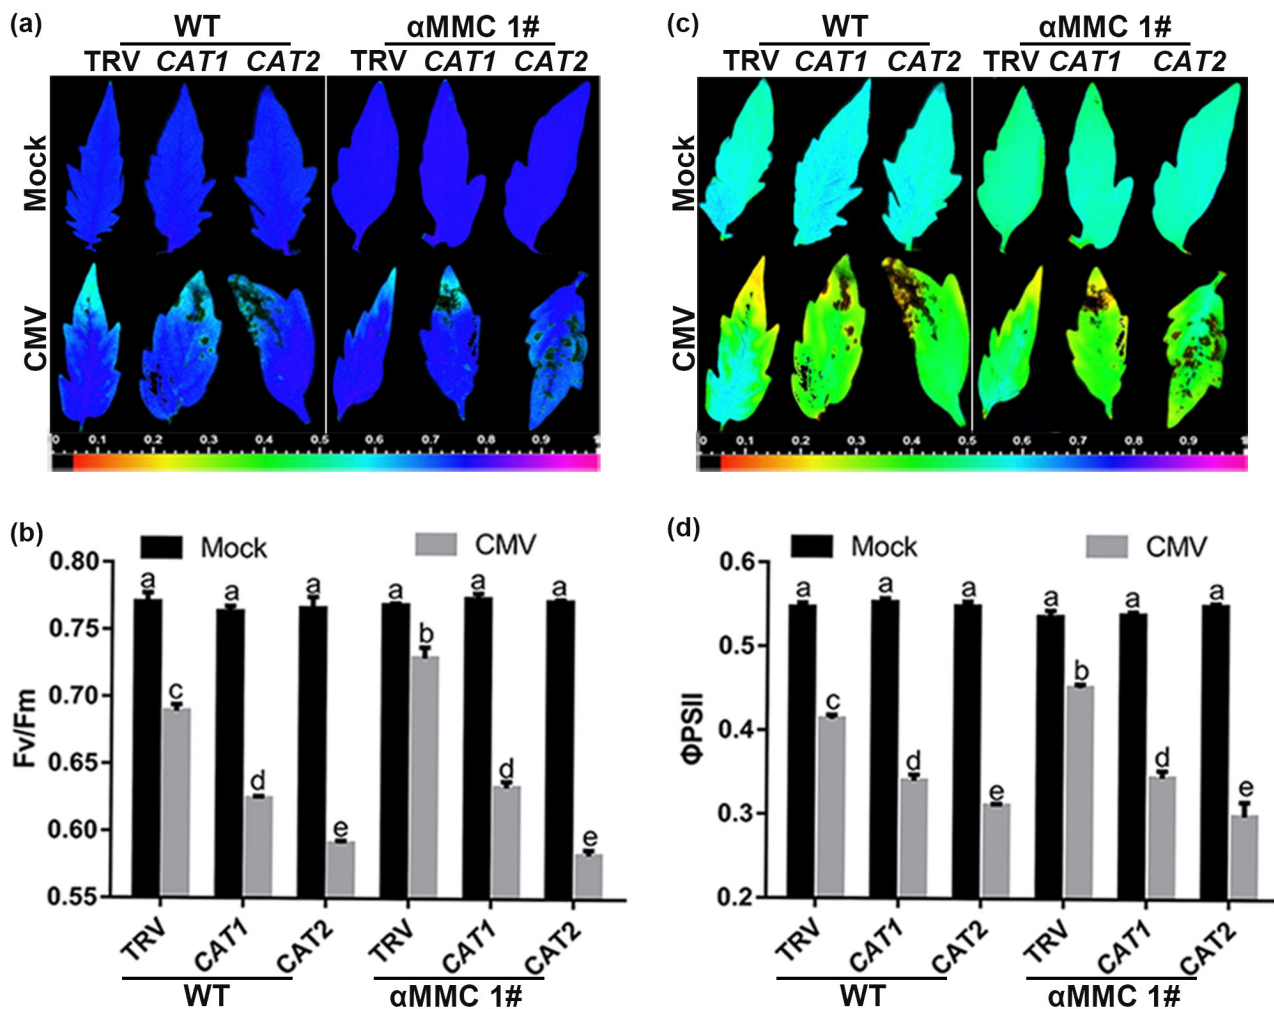 (a)
WT
αMMC 1#
TRV CAT1 CAT2
TRV CAT1 CAT2
Mock
CMV
0 0.1 0.2 0.3 0.4 0.5 0.6 0.7 0.8 0.9 1
(c)
WT
αMMC 1#
TRV CAT1 CAT2
TRV CAT1 CAT2
Mock
CMV
0 0.1 0.2 0.3 0.4 0.5 0.6 0.7 0.8 0.9
(b)
Mock CMV
Fv/Fm
0.80
0.75
0.70
0.65
0.60
0.55
a c a d a e a b a d a e
TRV CAT1 CAT2 TRV CAT1 CAT2
WT αMMC 1#
(d)
Mock CMV
ΦPSII
0.6
0.5
0.4
0.3
0.2
a c a d a e a b a d a e
TRV CAT1 CAT2 TRV CAT1 CAT2
WT αMMC 1#